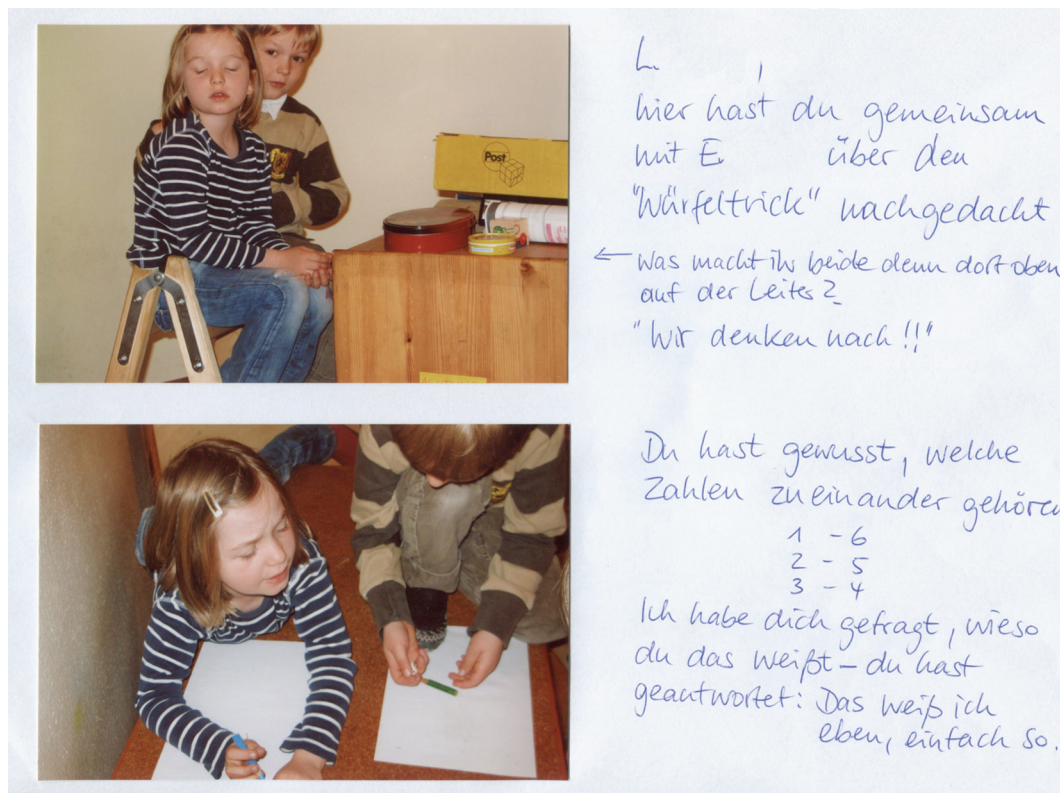 Post
L.,
hier hast du gemeinsam
mit E. über den
"Würfeltrick" nachgedacht
← Was macht ihr beide denn dort oben
auf der Leiter?
"Wir denken nach!!"
Du hast gewusst, welche
Zahlen zueinander gehören
1 - 6
2 - 5
3 - 4
Ich habe dich gefragt, wieso
du das weißt – du hast
geantwortet: Das weiß ich
eben, einfach so.